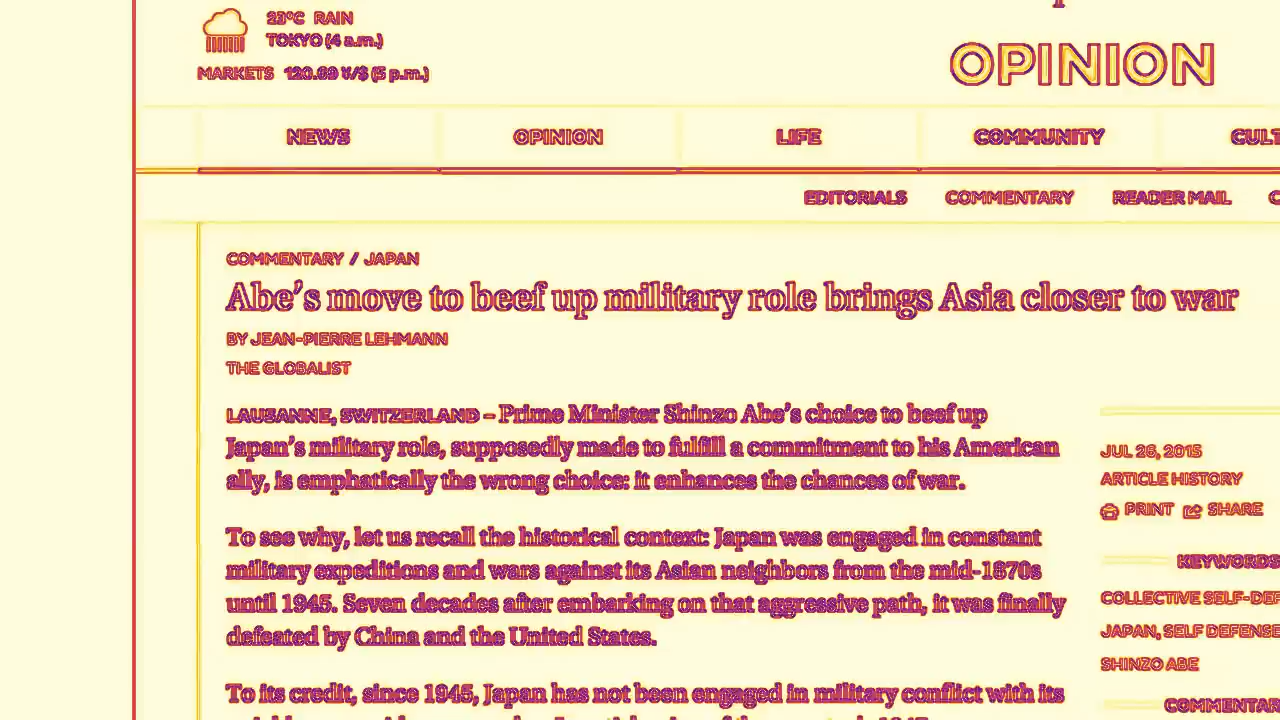 23°C RAIN
TOKYO (4 a.m.)
MARKETS 120.69 ¥/$ (5 p.m.)
OPINION
NEWS OPINION LIFE COMMUNITY
EDITORIALS COMMENTARY READER MAIL
COMMENTARY / JAPAN
Abe's move to beef up military role brings Asia closer to war
BY JEAN-PIERRE LEHMANN
THE GLOBALIST
LAUSANNE, SWITZERLAND – Prime Minister Shinzo Abe's choice to beef up
Japan's military role, supposedly made to fulfill a commitment to his American
ally, is emphatically the wrong choice: it enhances the chances of war.
To see why, let us recall the historical context: Japan was engaged in constant
military expeditions and wars against its Asian neighbors from the mid-1870s
until 1945. Seven decades after embarking on that aggressive path, it was finally
defeated by China and the United States.
To its credit, since 1945, Japan has not been engaged in military conflict with its
JUL 26, 2015
ARTICLE HISTORY
PRINT SHARE
KEYWORDS
COLLECTIVE SELF-DEF
JAPAN, SELF DEFENSE
SHINZO ABE
COMMENTAR